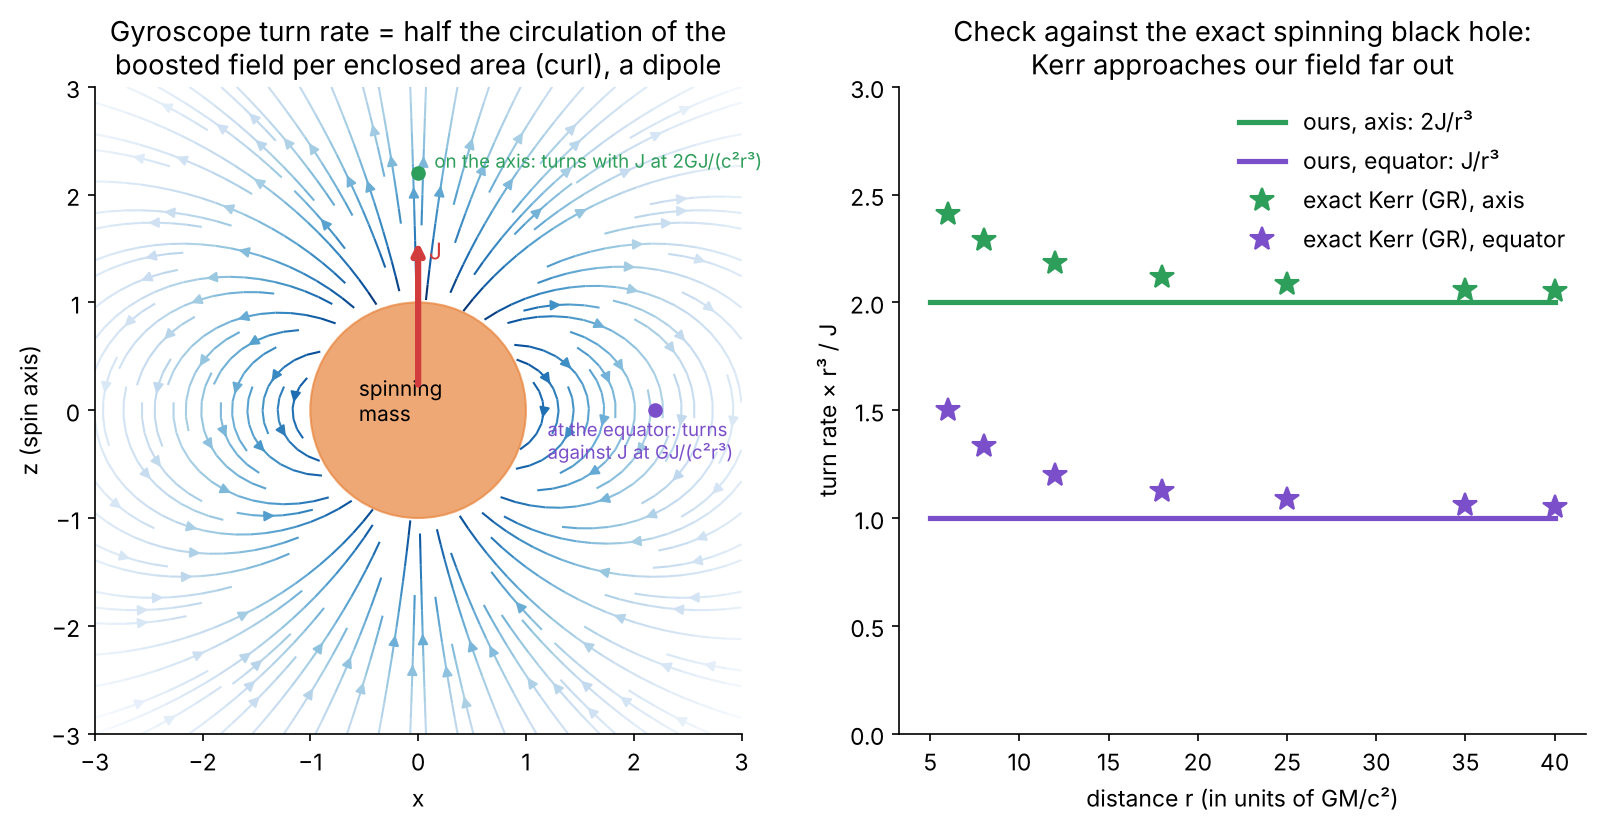 Gyroscope turn rate = half the circulation of the
boosted field per enclosed area (curl), a dipole
3
2
1
0
−1
−2
−3
z (spin axis)
on the axis: turns with J at 2GJ/(c²r³)
J
spinning
mass
at the equator: turns
against J at GJ/(c²r³)
−3
−2
−1
0
1
2
3
x
Check against the exact spinning black hole:
Kerr approaches our field far out
3.0
2.5
2.0
1.5
1.0
0.5
0.0
turn rate × r³ / J
ours, axis: 2J/r³
ours, equator: J/r³
exact Kerr (GR), axis
exact Kerr (GR), equator
5
10
15
20
25
30
35
40
distance r (in units of GM/c²)